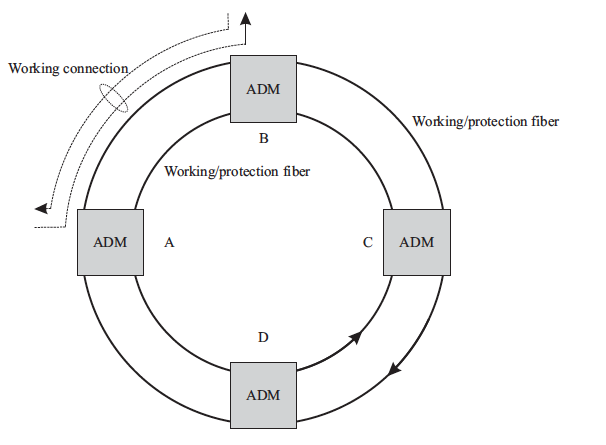 Working connection
ADM
B
Working/protection fiber
Working/protection fiber
ADM
A
C
ADM
D
ADM